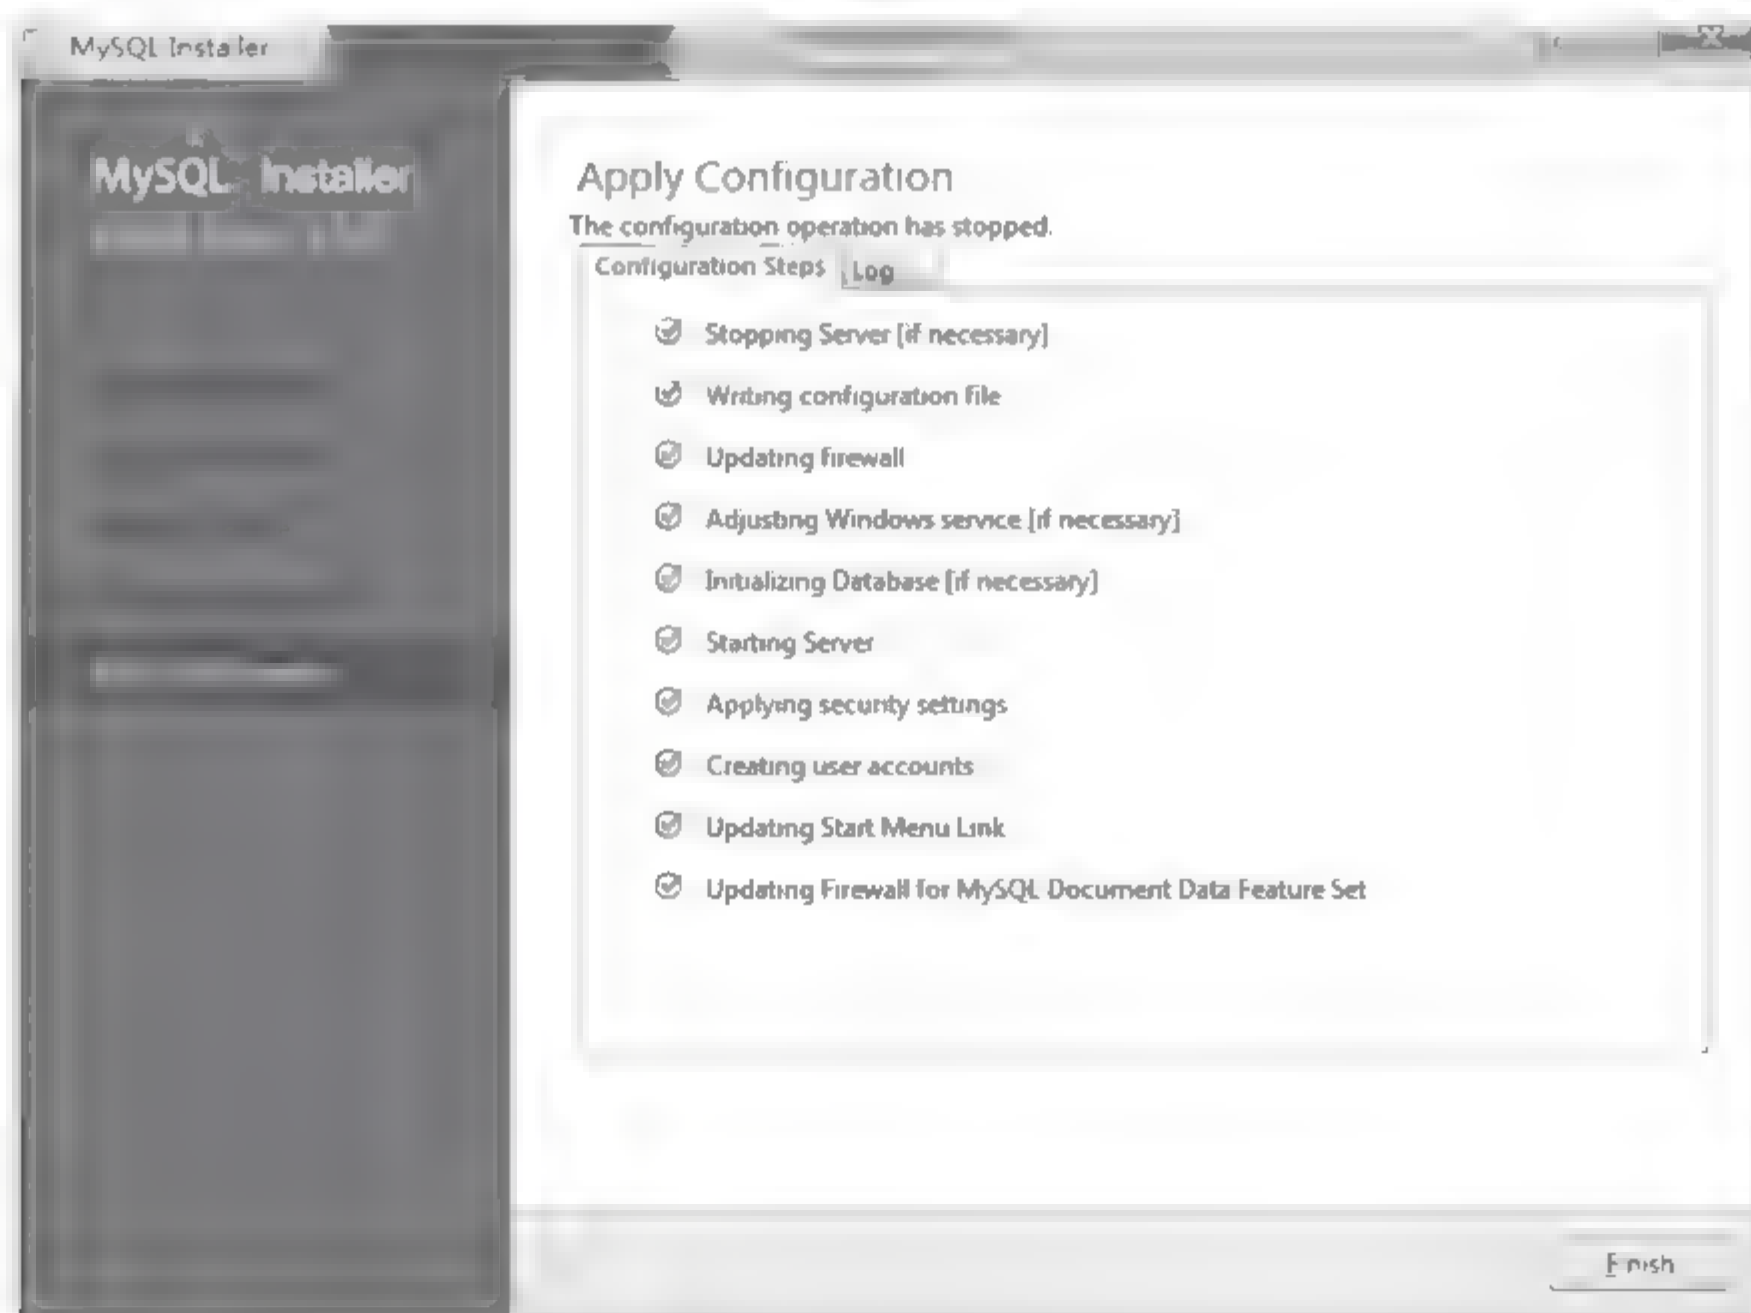 MySQL Installer
MySQL. Installer
Apply Configuration
The configuration operation has stopped.
Configuration Steps
Log
Stopping Server [if necessary]
Writing configuration file
Updating firewall
Adjusting Windows service [if necessary]
Initializing Database [if necessary]
Starting Server
Applying security settings
Creating user accounts
Updating Start Menu Link
Updating Firewall for MySQL Document Data Feature Set
Finish